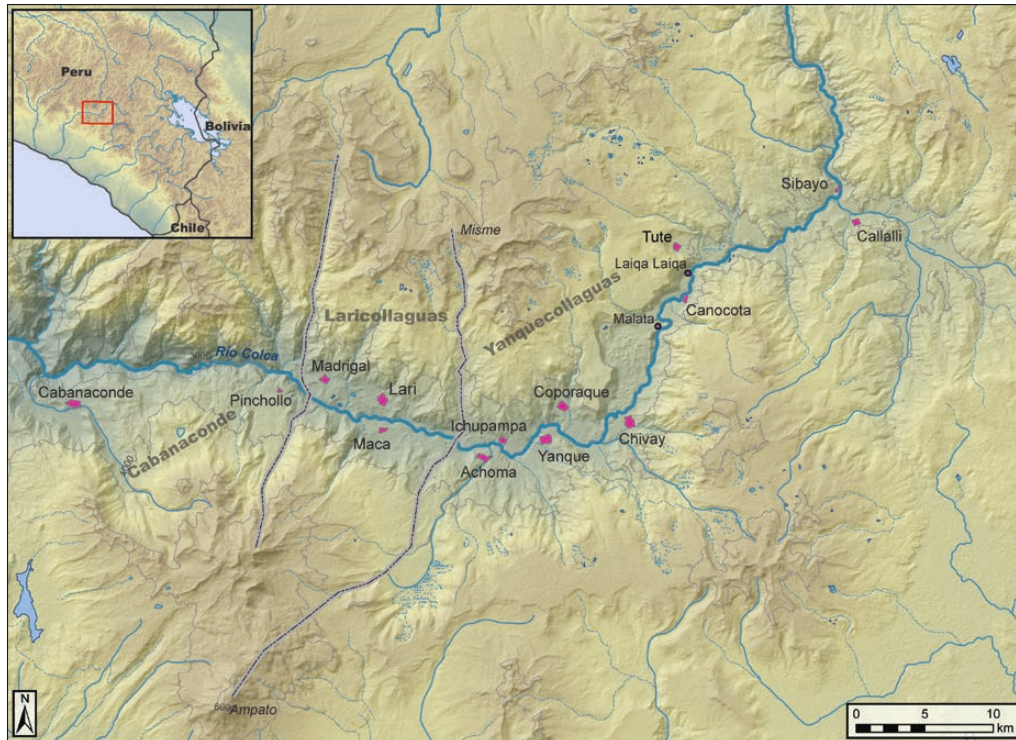 Peru
Bolivia
Chile
Sibayo
Callalli
Misme
Tute
Laiqa Laiqa
Canocota
Malata
Yanquecollaguas
Laricollaguas
Río Colca
Madrigal
Lari
Coporaque
Cabanaconde
Pinchollo
Maca
Ichupampa
Chivay
Yanque
Achoma
Cabanaconde
Ampato
N
0 5 10
km